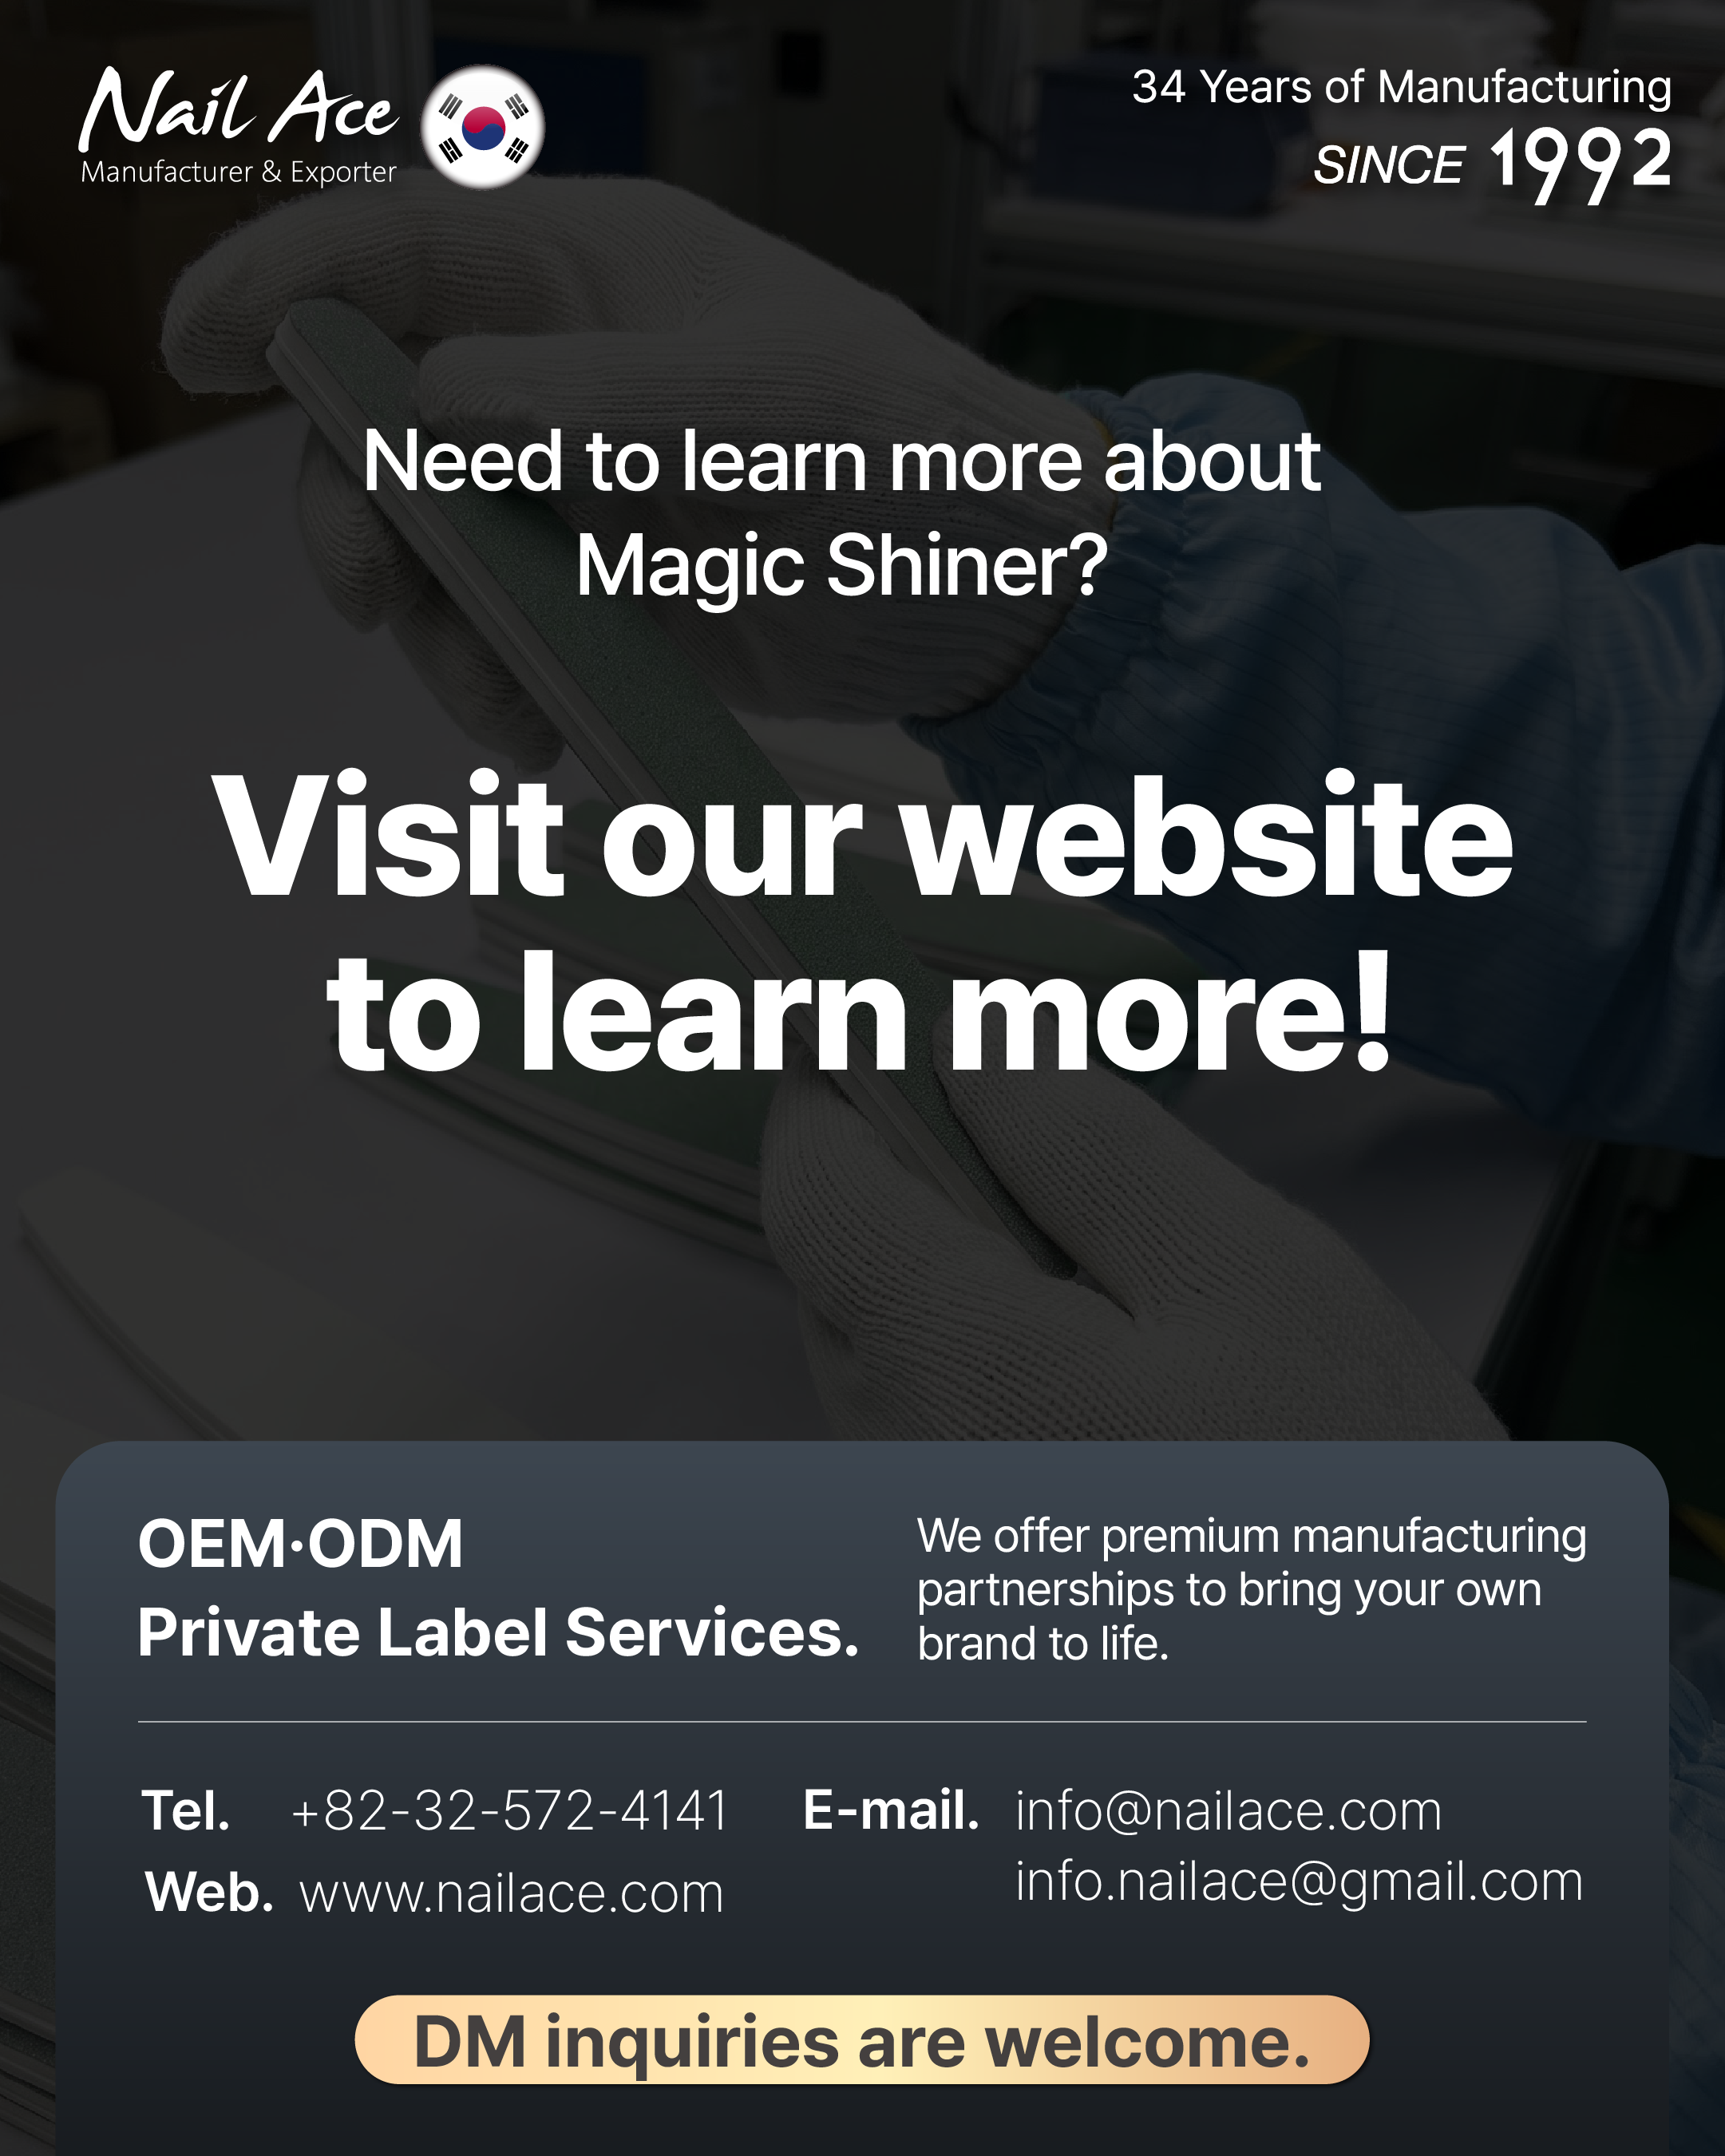 Nail Ace
Manufacturer & Exporter
34 Years of Manufacturing
SINCE 1992
Need to learn more about
Magic Shiner?
Visit our website
to learn more!
OEM·ODM
Private Label Services.
We offer premium manufacturing
partnerships to bring your own
brand to life.
Tel. +82-32-572-4141
Web. www.nailace.com
E-mail. info@nailace.com
info.nailace@gmail.com
DM inquiries are welcome.